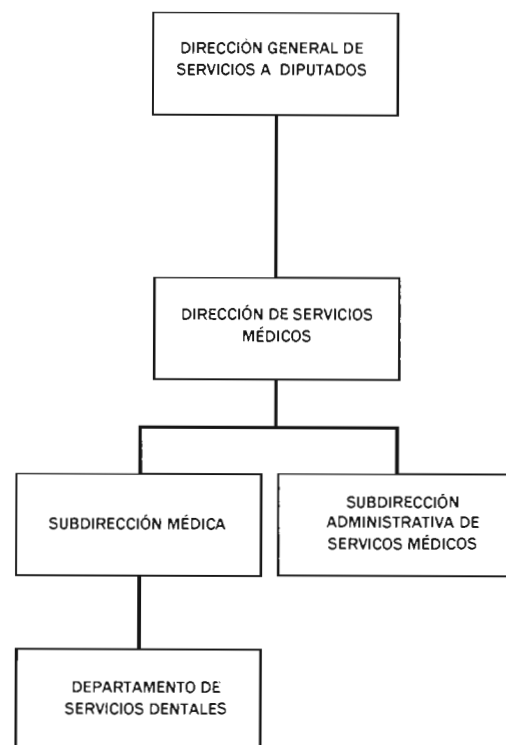 DIRECCIÓN GENERAL DE
SERVICIOS A DIPUTADOS
DIRECCIÓN DE SERVICIOS
MÉDICOS
SUBDIRECCIÓN MÉDICA
SUBDIRECCIÓN
ADMINISTRATIVA DE
SERVICOS MÉDICOS
DEPARTAMENTO DE
SERVICIOS DENTALES